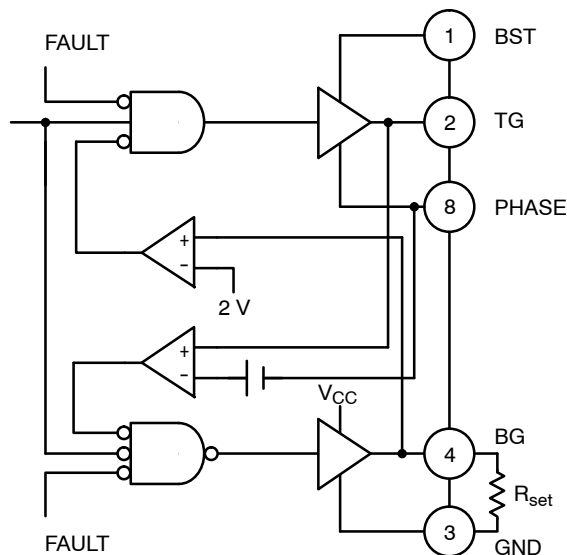 FAULT
1 BST
2 TG
8 PHASE
+
−
2 V
+
−
VCC
BG
4
Rset
3
GND
FAULT